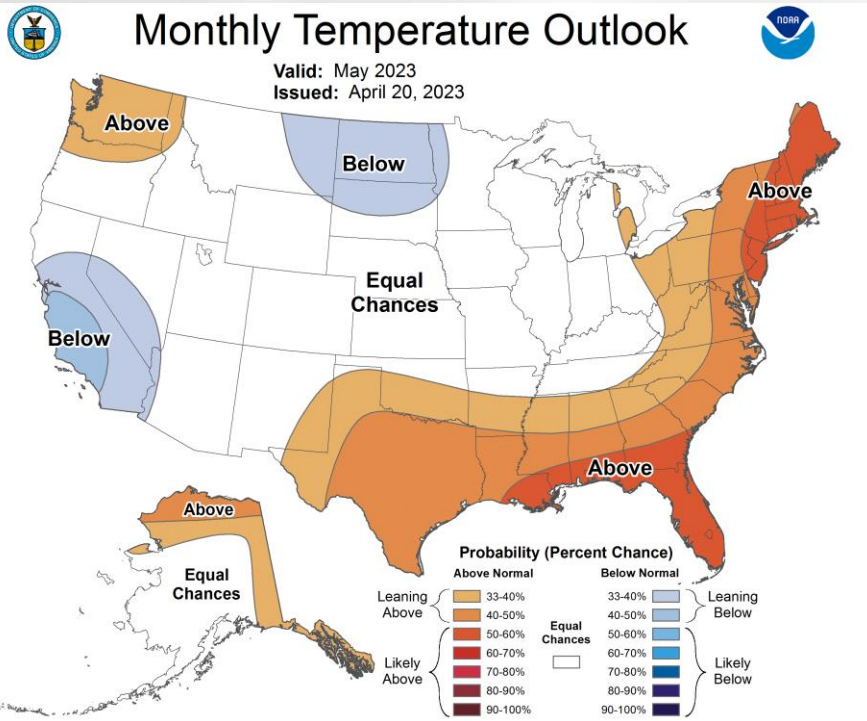 Monthly Temperature Outlook
NOAA
Valid: May 2023
Issued: April 20, 2023
Above
Below
Above
Equal
Chances
Below
Above
Above
Equal
Chances
Probability (Percent Chance)
Above Normal
Below Normal
Leaning
Above
33-40%
40-50%
Likely
Above
50-60%
60-70%
70-80%
80-90%
90-100%
Equal
Chances
33-40%
40-50%
Leaning
Below
50-60%
60-70%
70-80%
80-90%
90-100%
Likely
Below